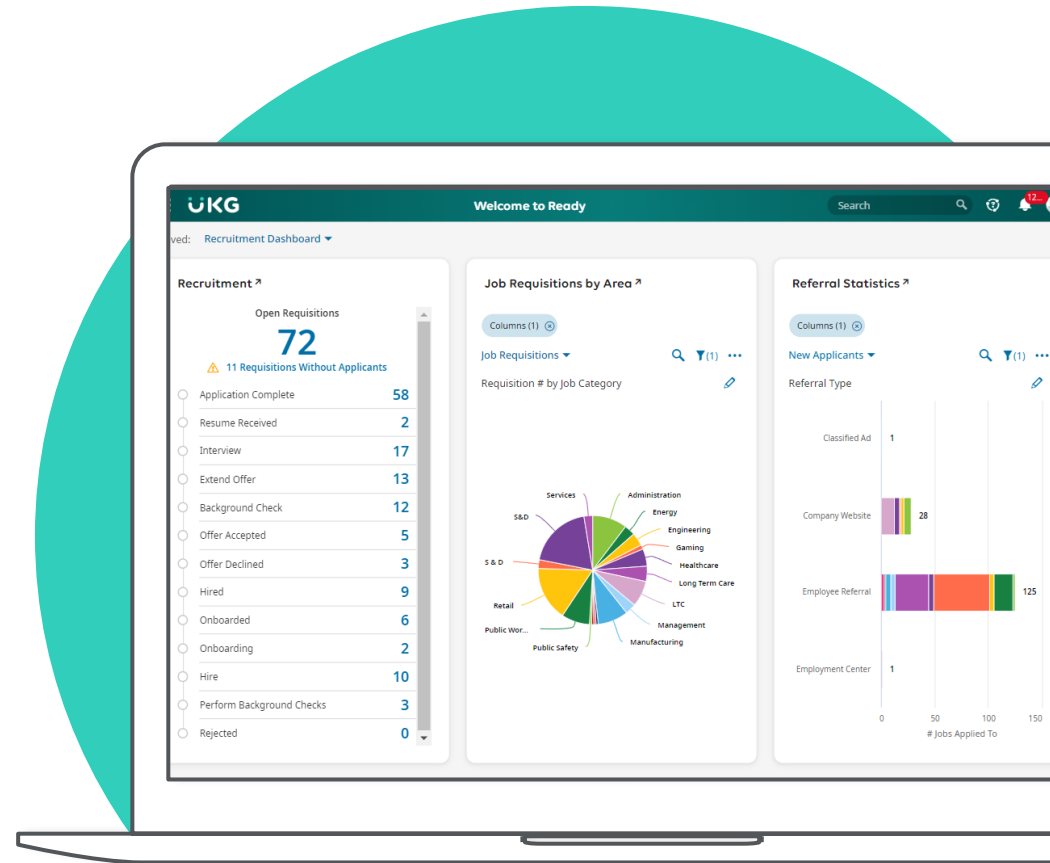 UKG
Welcome to Ready
Search
12...
ved: Recruitment Dashboard
Recruitment
Open Requisitions
72
11 Requisitions Without Applicants
Application Complete 58
Resume Received 2
Interview 17
Extend Offer 13
Background Check 12
Offer Accepted 5
Offer Declined 3
Hired 9
Onboarded 6
Onboarding 2
Hire 10
Perform Background Checks 3
Rejected 0
Job Requisitions by Area
Columns (1)
Job Requisitions
(1)
Requisition # by Job Category
Services
Administration
Energy
S&D
Engineering
Gaming
S & D
Healthcare
Long Term Care
Retail
LTC
Public Wor...
Management
Public Safety
Manufacturing
Referral Statistics
Columns (1)
New Applicants
(1)
Referral Type
Classified Ad 1
Company Website 28
Employee Referral 125
Employment Center 1
0 50 100 150
# Jobs Applied To